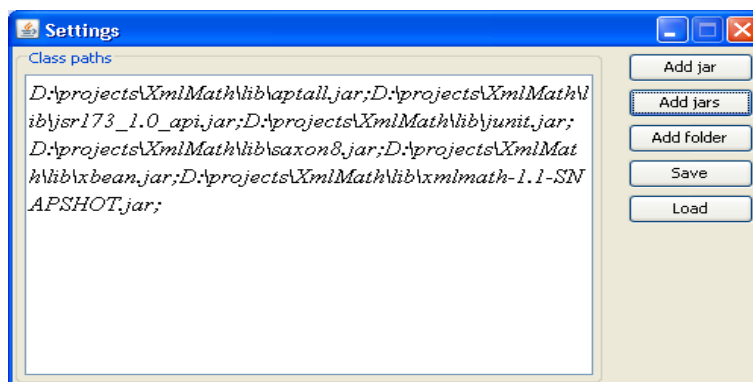 Settings
Class paths
D:\projects\XmlMath\lib\aptall.jar;D:\projects\XmlMath\l
ib\jsr173_1.0_api.jar;D:\projects\XmlMath\lib\junit.jar;
D:\projects\XmlMath\lib\saxon8.jar;D:\projects\XmlMat
h\lib\xbean.jar;D:\projects\XmlMath\lib\xmlmath-1.1-SN
APSHOT.jar;
Add jar
Add jars
Add folder
Save
Load